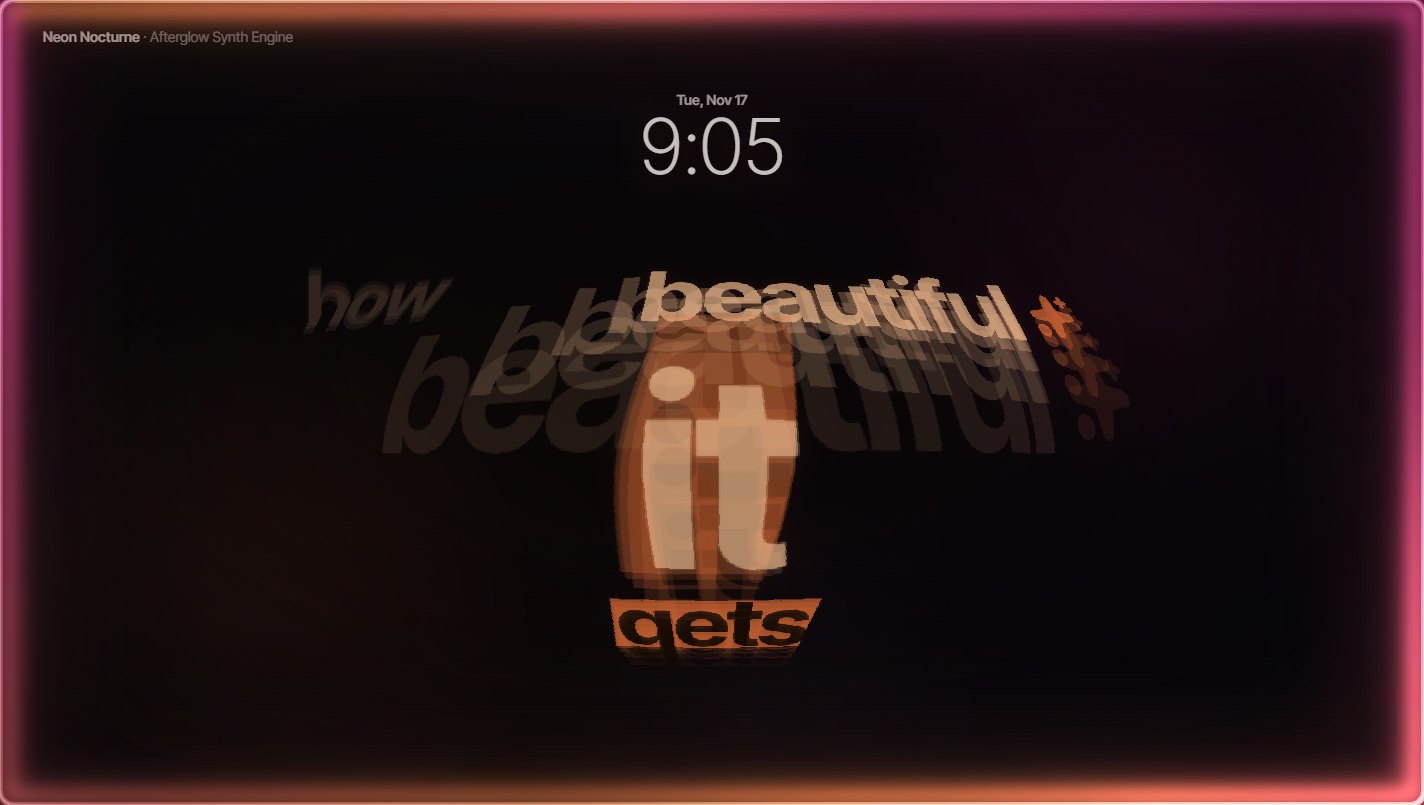 Neon Nocturne · Afterglow Synth Engine
Tue, Nov 17
9:05
how beautiful
it
gets